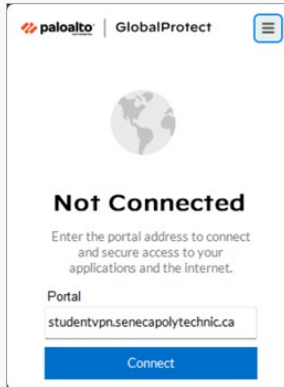 paloalto | GlobalProtect
Not Connected
Enter the portal address to connect
and secure access to your
applications and the internet.
Portal
studentvpn.senecapolytechnic.ca
Connect